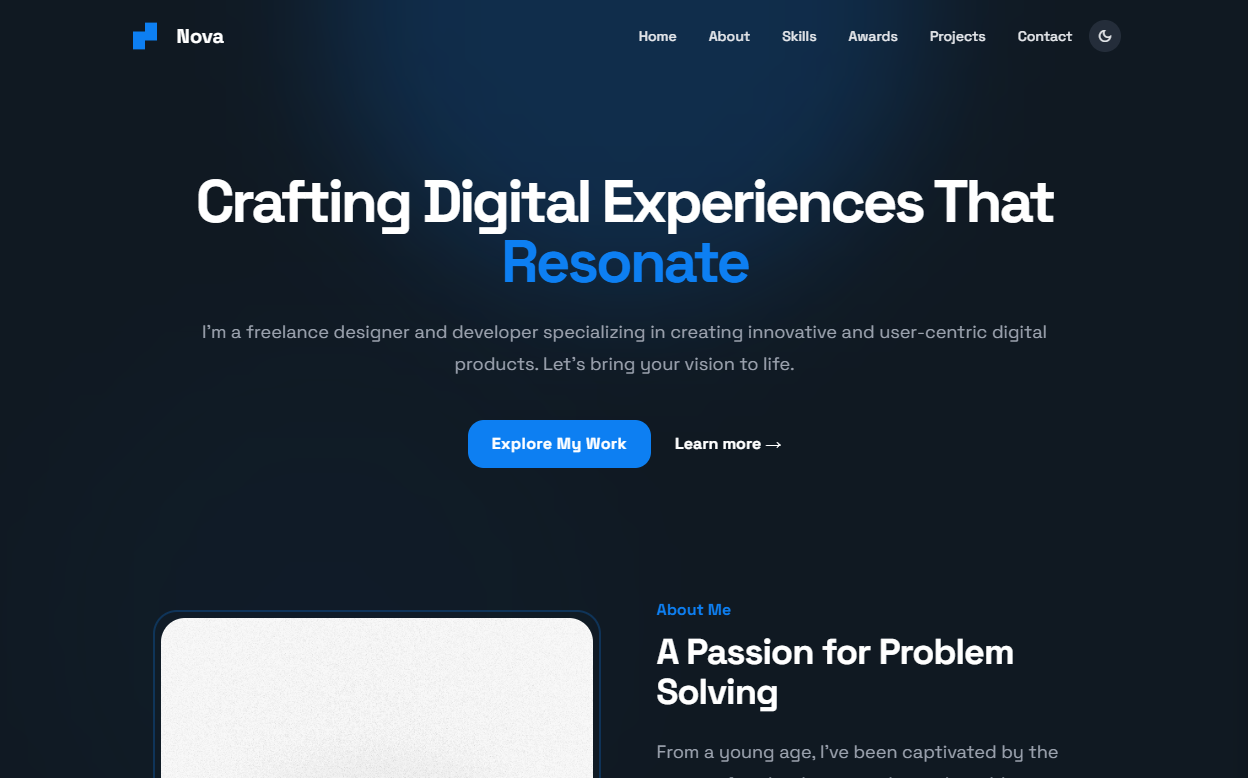 Nova
Home
About
Skills
Awards
Projects
Contact
Crafting Digital Experiences That
Resonate
I'm a freelance designer and developer specializing in creating innovative and user-centric digital
products. Let's bring your vision to life.
Explore My Work
Learn more →
About Me
A Passion for Problem
Solving
From a young age, I've been captivated by the